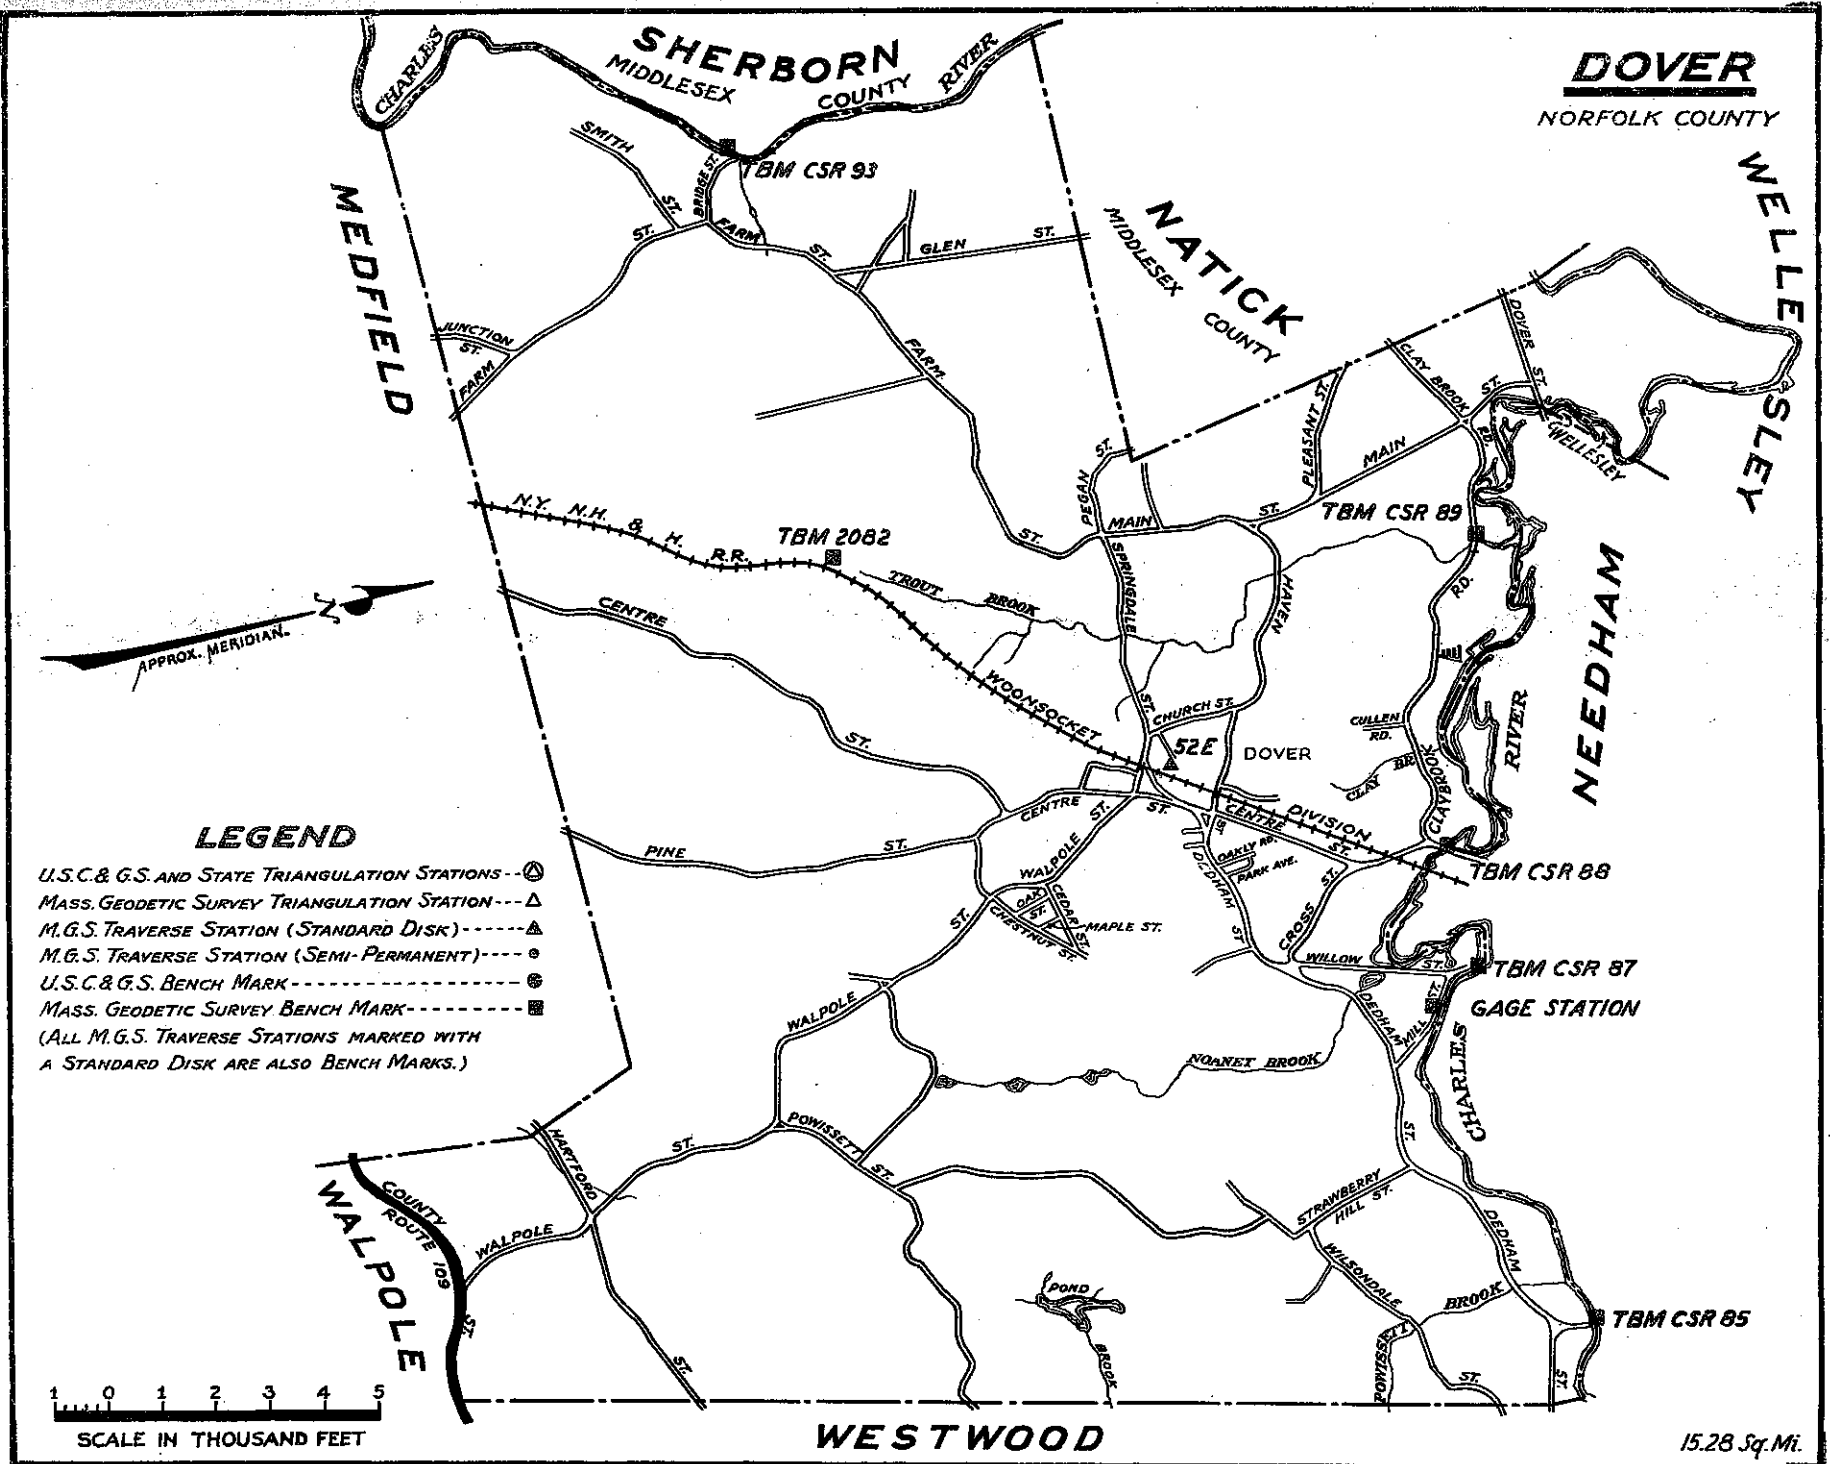 DOVER
NORFOLK COUNTY
SHERBORN
MIDDLESEX COUNTY
CHARLES RIVER
SMITH ST.
BRIDGE ST.
TBM CSR 93
MEDFIELD
ST. FARM ST.
GLEN ST.
NATICK
MIDDLESEX COUNTY
WELLESLEY
JUNCTION ST.
FARM
FARM
ST.
DOVER ST.
CLAY BROOK RD.
ST.
PLEASANT ST.
MAIN
WELLESLEY
PEGAN ST.
MAIN ST.
TBM CSR 89
N.Y. N.H. & H. R.R.
TBM 2082
TROUT BROOK
SPRINGDALE ST.
HAVEN
RD.
NEEDHAM
APPROX. MERIDIAN.
N
CENTRE ST.
WOONSOCKET DIVISION
CHURCH ST.
52E
DOVER
CULLEN RD.
CLAY BR.
CLAYBROOK
RIVER
LEGEND
U.S.C.& G.S. AND STATE TRIANGULATION STATIONS
MASS. GEODETIC SURVEY TRIANGULATION STATION
M.G.S. TRAVERSE STATION (STANDARD DISK)
M.G.S. TRAVERSE STATION (SEMI-PERMANENT)
U.S.C.& G.S. BENCH MARK
MASS. GEODETIC SURVEY BENCH MARK
(ALL M.G.S. TRAVERSE STATIONS MARKED WITH
A STANDARD DISK ARE ALSO BENCH MARKS.)
PINE ST.
CENTRE ST.
CENTRE ST.
ST.
WALPOLE ST.
OAKLY RD.
PARK AVE.
DEDHAM ST
CROSS ST.
TBM CSR 88
OAK ST.
CEDAR ST.
CHESTNUT ST.
MAPLE ST.
ST.
WALPOLE
WILLOW ST.
TBM CSR 87
GAGE STATION
DEDHAM
MILL ST.
CHARLES
NOANET BROOK
POWISSETT ST.
HARTFORD
ST.
WALPOLE
COUNTY ROUTE 109
ST.
WALPOLE
ST.
STRAWBERRY HILL ST.
ST.
DEDHAM
WILSONDALE
POND
BROOK
POWISSETT BROOK
ST.
ST.
ST.
TBM CSR 85
1 0 1 2 3 4 5
SCALE IN THOUSAND FEET
WESTWOOD
15.28 Sq. Mi.